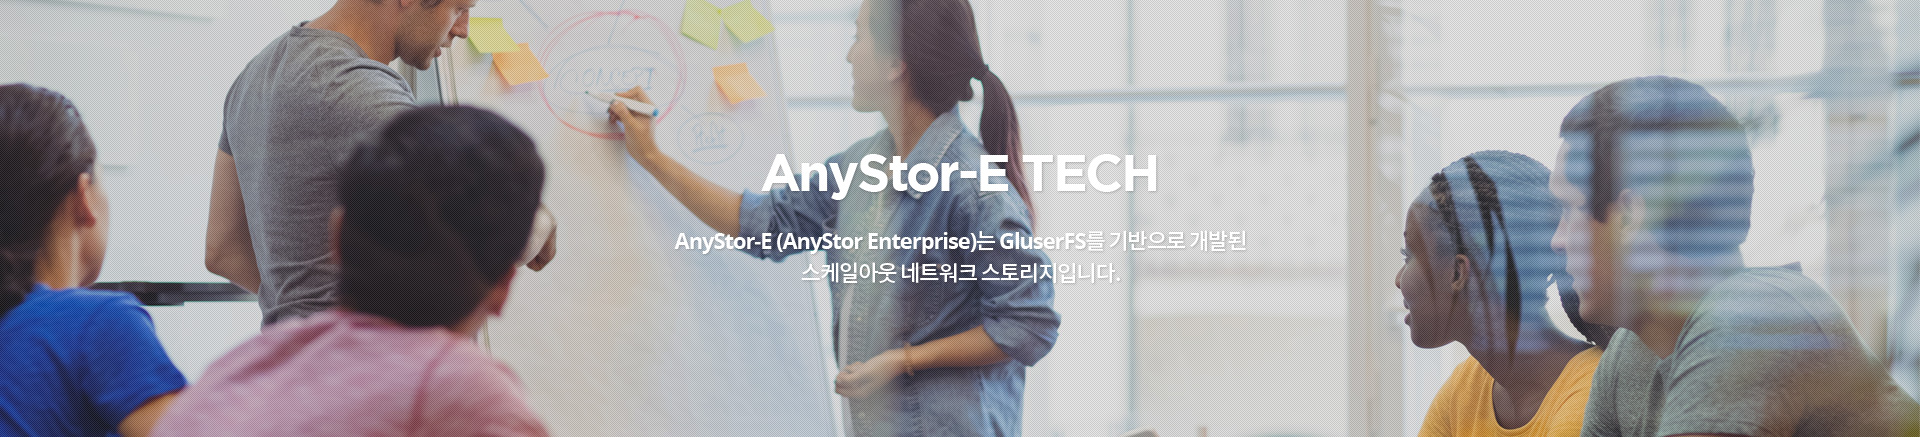 CONCEPT
Style
AnyStor-E TECH
AnyStor-E (AnyStor Enterprise)는 GluserFS를 기반으로 개발된
스케일아웃 네트워크 스토리지입니다.